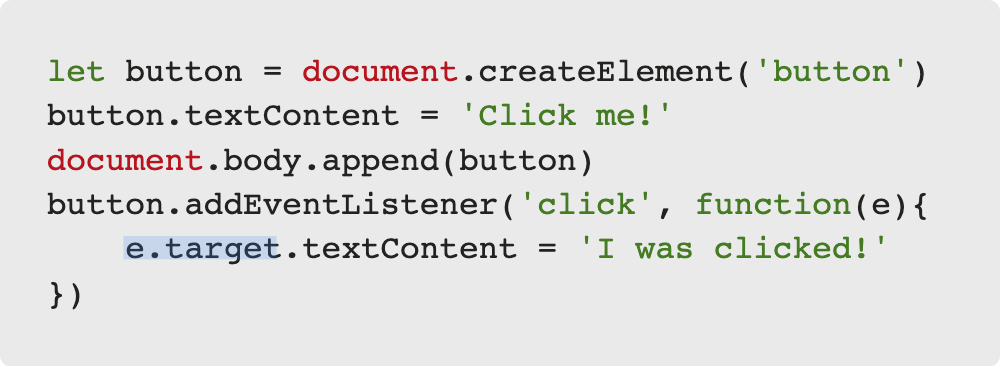 let button = document.createElement('button')
button.textContent = 'Click me!'
document.body.append(button)
button.addEventListener('click', function(e){
    e.target.textContent = 'I was clicked!'
})